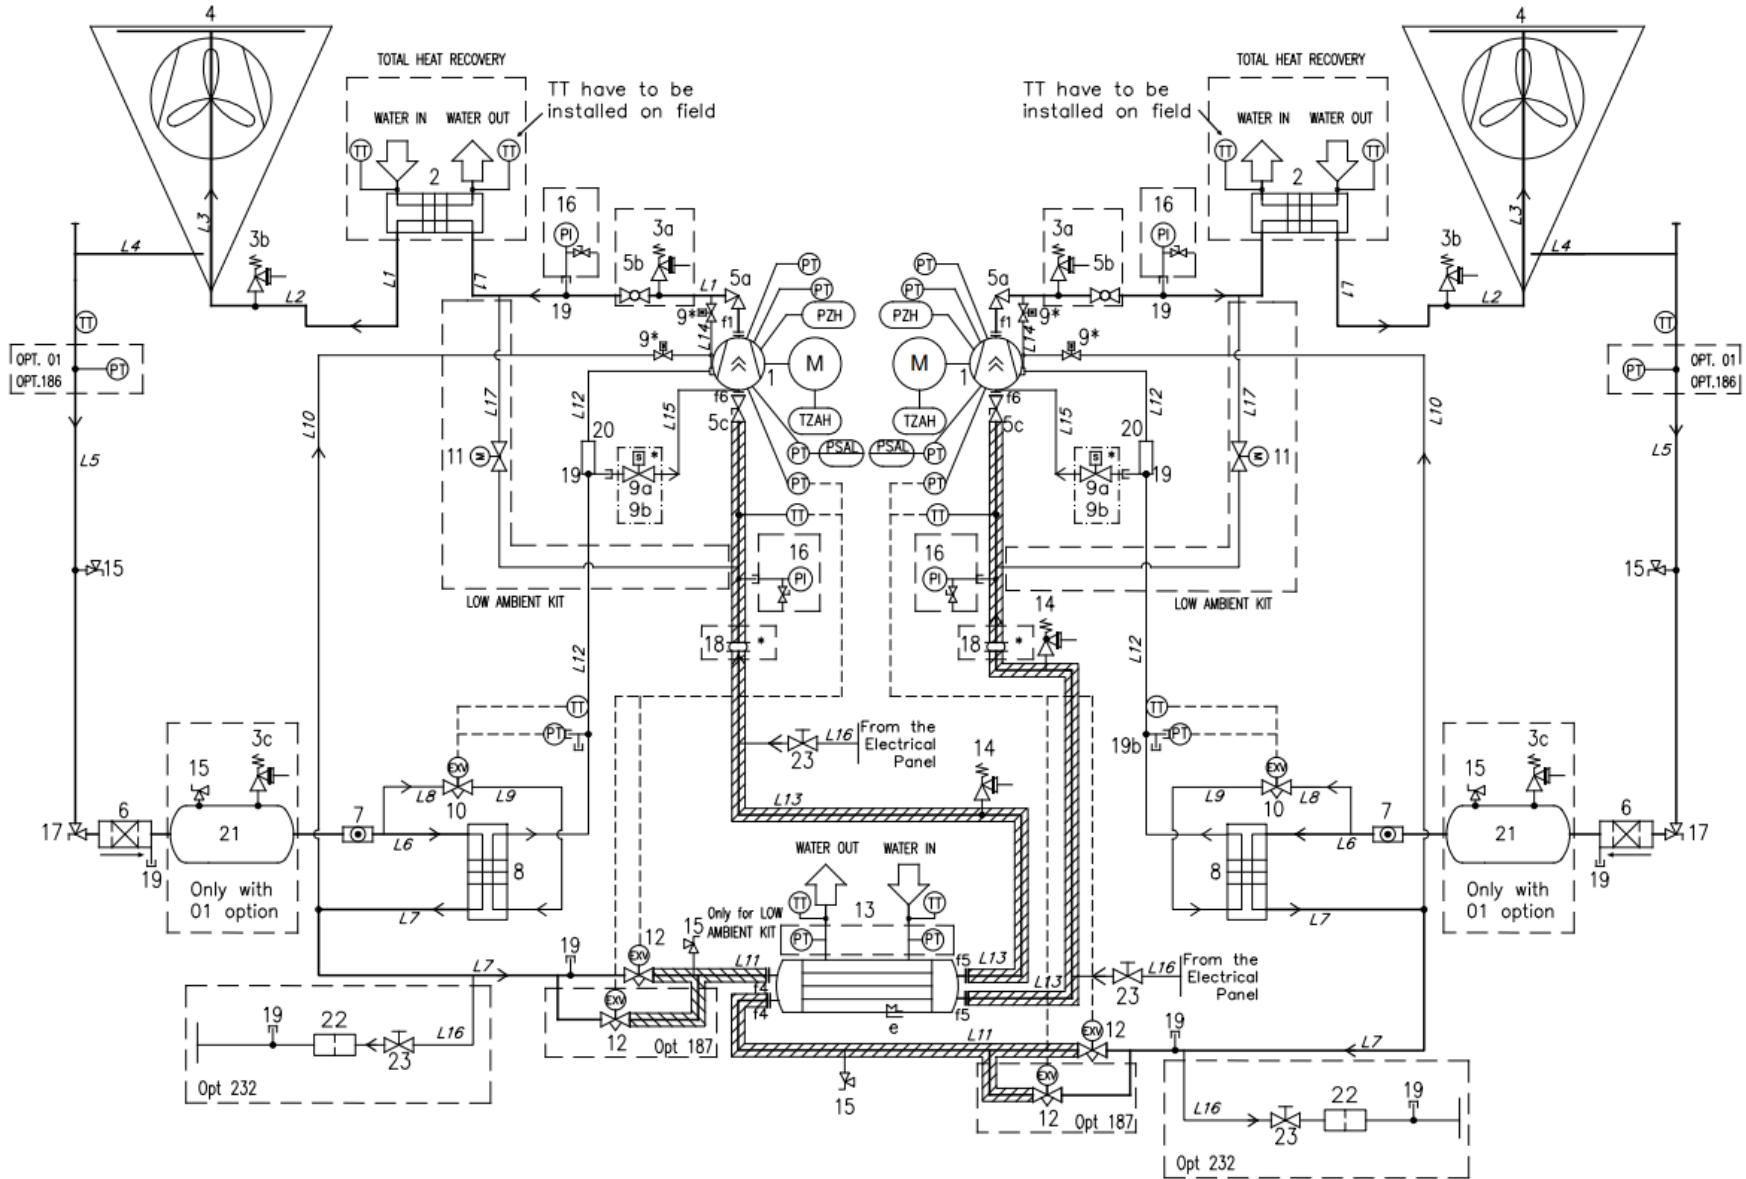 4
4
TOTAL HEAT RECOVERY
TOTAL HEAT RECOVERY
TT have to be
installed on field
TT have to be
installed on field
WATER IN
WATER OUT
WATER IN
WATER OUT
TT
TT
TT
TT
2
2
16
16
L3
L3
3b
3a
3a
3b
PI
PI
L4
L4
5b
5b
PT
PT
L1
L1
L1
L1
5a
5a
PT
PT
L2
L1
L2
19
19
9*
f1
PZH
PZH
f1
9*
TT
TT
L14
L14
9*
9*
OPT. 01
OPT.186
PT
M
M
PT
OPT. 01
OPT.186
1
1
L17
L12
L15
f6
f6
L15
L12
L17
L10
L10
5c
TZAH
TZAH
5c
20
20
L5
11
M
S
*
PT
PSAL
PSAL
PT
S
*
M
11
L5
19
9a
9b
PT
PT
9a
9b
19
TT
TT
16
16
PI
PI
15
15
LOW AMBIENT KIT
LOW AMBIENT KIT
14
L12
18
*
18
*
L12
TT
TT
3c
PT
From the
Electrical
Panel
L16
23
19b
PT
3c
15
EXV
14
EXV
15
L8
L9
10
L9
L8
10
L13
6
7
7
6
17
21
L6
L6
21
17
WATER OUT
WATER IN
19
8
8
19
Only with
01 option
TT
13
TT
Only with
01 option
L7
Only for LOW
AMBIENT KIT
L7
15
PT
PT
19
12
L7
EXV
L11
f5
L13
L13
L16
From the
Electrical
Panel
f4
23
EXV
f4
f5
e
19
12
Opt 187
L11
EXV
12
19
22
L16
L7
23
EXV
Opt 232
15
12
Opt 187
L16
22
19
23
Opt 232